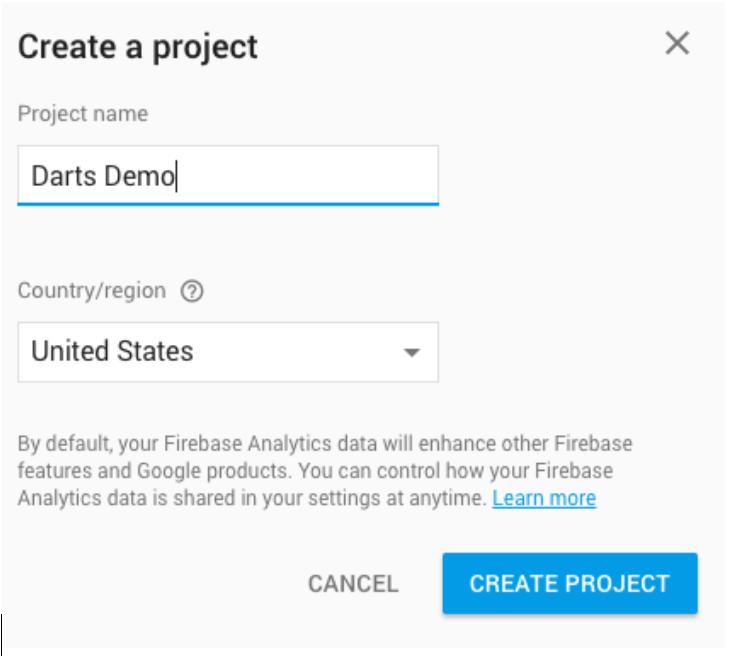 Create a project
Project name
Darts Demo
Country/region
United States
By default, your Firebase Analytics data will enhance other Firebase
features and Google products. You can control how your Firebase
Analytics data is shared in your settings at anytime. Learn more
CANCEL CREATE PROJECT